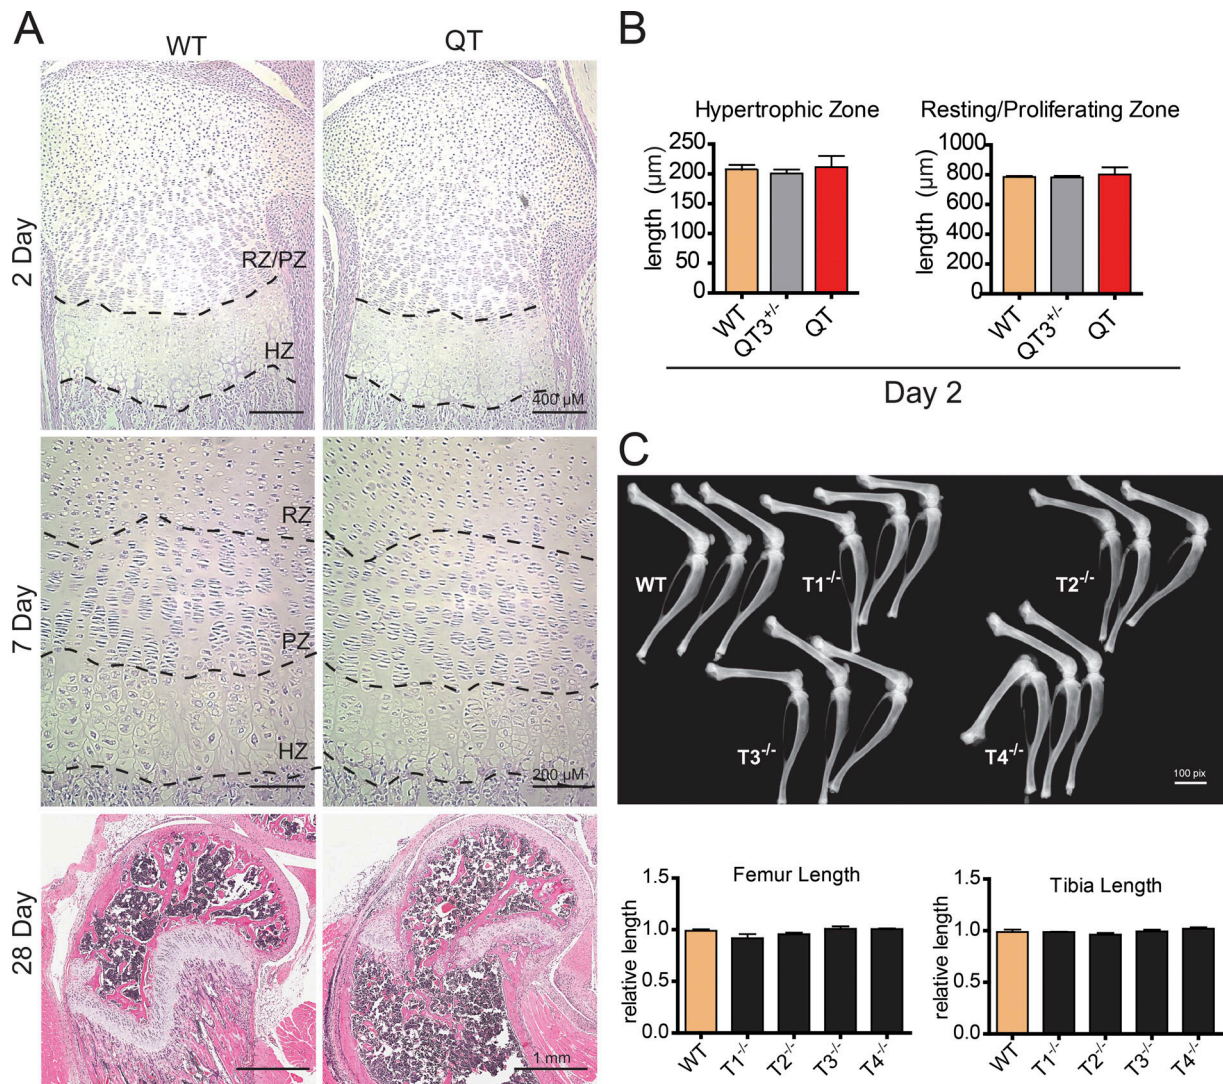 A
WT
QT
2 Day
RZ/PZ
HZ
400 µM
7 Day
RZ
PZ
HZ
200 µM
28 Day
1 mm
B
Hypertrophic Zone
length (µm)
250
200
150
100
50
0
WT
QT3+/-
QT
Resting/Proliferating Zone
length (µm)
1000
800
600
400
200
0
WT
QT3+/-
QT
Day 2
C
WT
T1-/-
T2-/-
T3-/-
T4-/-
100 pix
Femur Length
relative length
1.5
1.0
0.5
0.0
WT
T1-/-
T2-/-
T3-/-
T4-/-
Tibia Length
relative length
1.5
1.0
0.5
0.0
WT
T1-/-
T2-/-
T3-/-
T4-/-